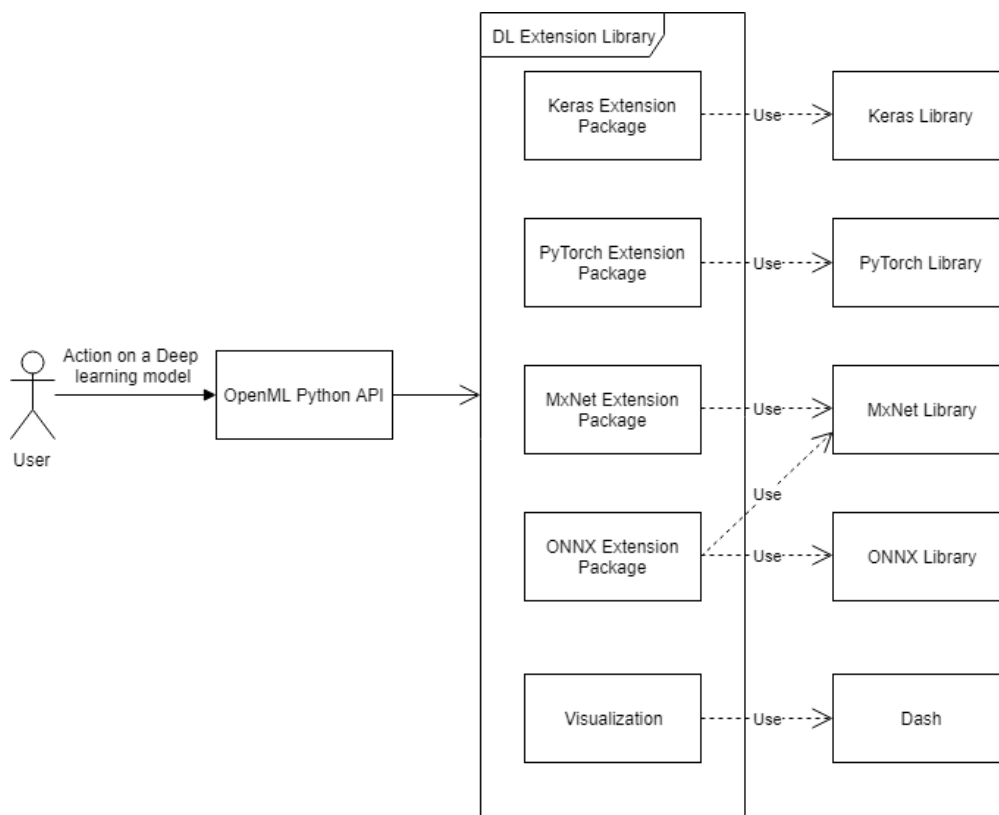 DL Extension Library
Keras Extension
Package
Use
Keras Library
PyTorch Extension
Package
Use
PyTorch Library
Action on a Deep
learning model
User
OpenML Python API
MxNet Extension
Package
Use
MxNet Library
Use
ONNX Extension
Package
Use
ONNX Library
Visualization
Use
Dash